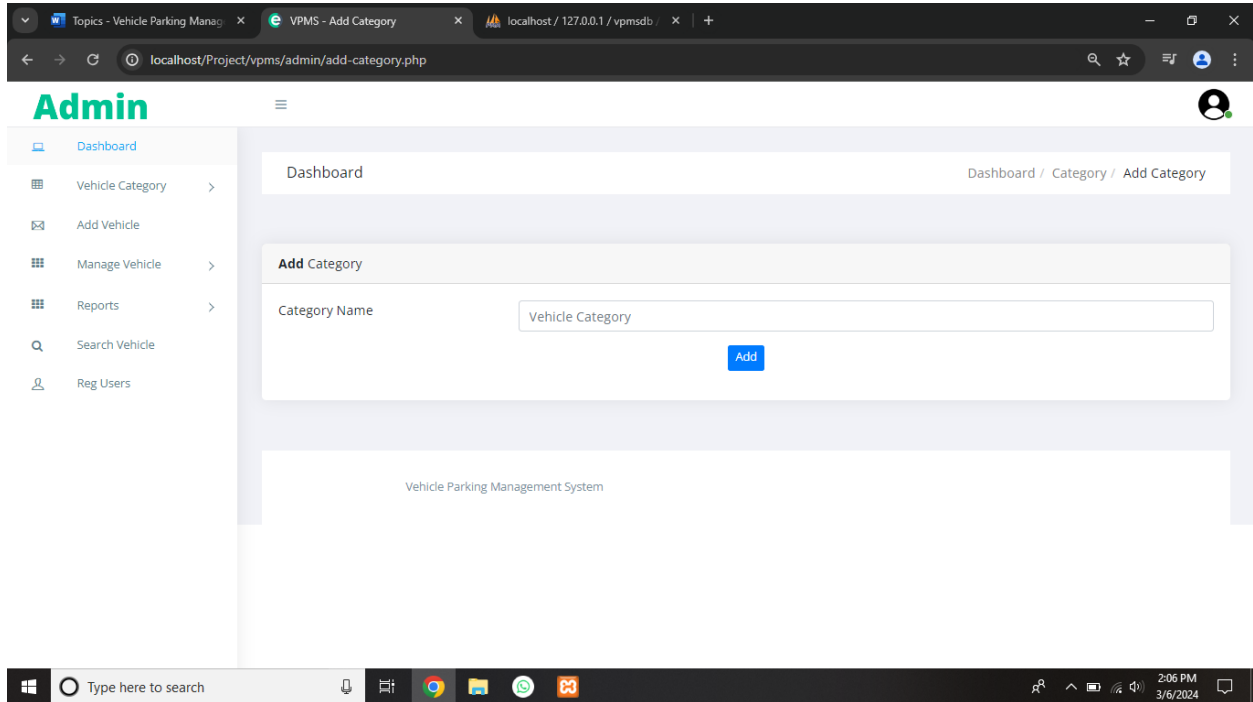 Topics - Vehicle Parking Manag
VPMS - Add Category
localhost / 127.0.0.1 / vpmsdb /
localhost/Project/vpms/admin/add-category.php
Admin
Dashboard
Vehicle Category
Add Vehicle
Manage Vehicle
Reports
Search Vehicle
Reg Users
Dashboard
Dashboard / Category / Add Category
Add Category
Category Name
Vehicle Category
Add
Vehicle Parking Management System
Type here to search
2:06 PM
3/6/2024